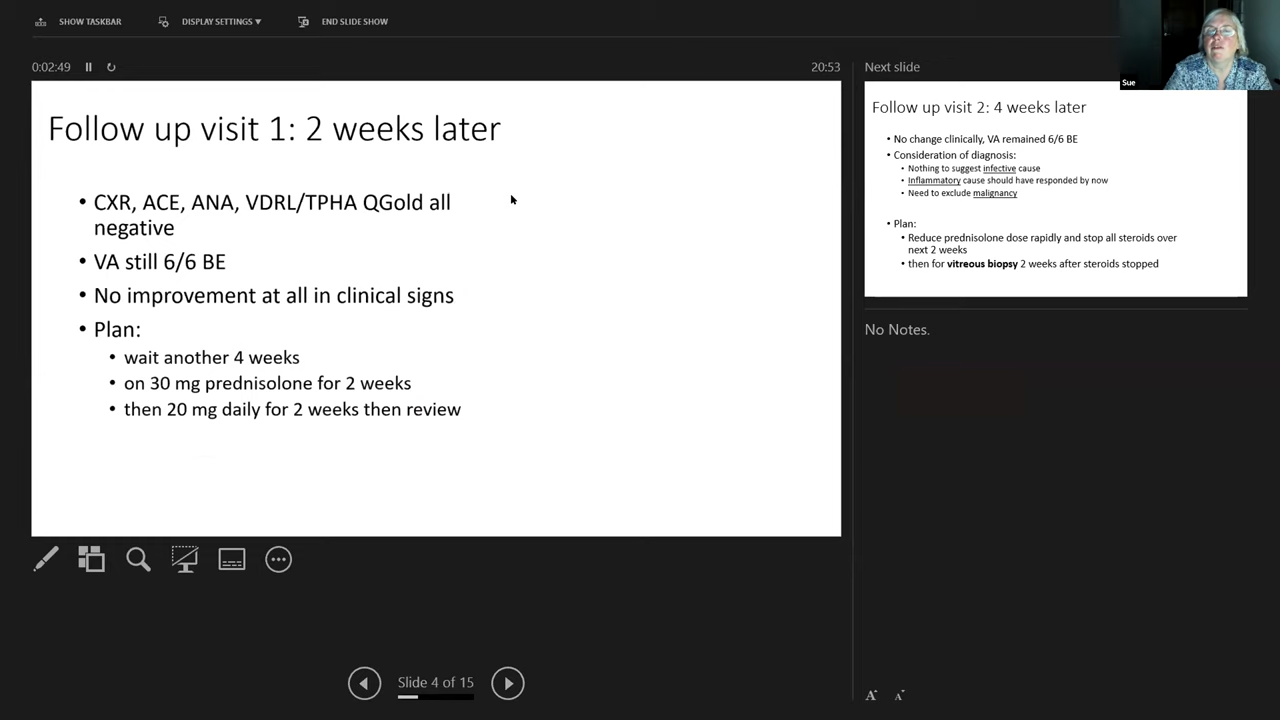 SHOW TASKBAR
DISPLAY SETTINGS ▼
END SLIDE SHOW
Sue
0:02:49
20:53
Follow up visit 1: 2 weeks later
• CXR, ACE, ANA, VDRL/TPHA QGold all
negative
• VA still 6/6 BE
• No improvement at all in clinical signs
• Plan:
• wait another 4 weeks
• on 30 mg prednisolone for 2 weeks
• then 20 mg daily for 2 weeks then review
Next slide
Follow up visit 2: 4 weeks later
• No change clinically, VA remained 6/6 BE
• Consideration of diagnosis:
• Nothing to suggest infective cause
• Inflammatory cause should have responded by now
• Need to exclude malignancy
• Plan:
• Reduce prednisolone dose rapidly and stop all steroids over
next 2 weeks
• then for vitreous biopsy 2 weeks after steroids stopped
No Notes.
Slide 4 of 15
A A